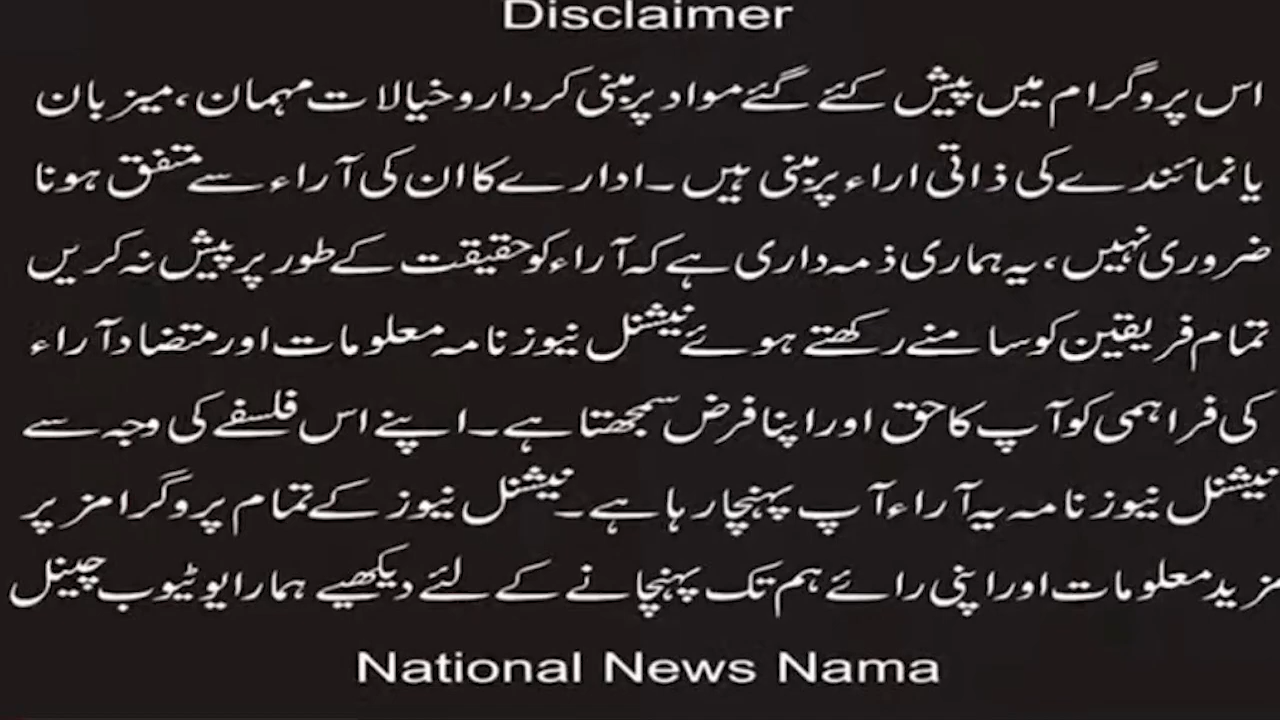 Disclaimer
اس پروگرام میں پیش کئے گئے مواد پر مبنی کردار و خیالات مہمان، میزبان
یا نمائندے کی ذاتی اراء پر مبنی ہیں۔ ادارے کا ان کی آراء سے متفق ہونا
ضروری نہیں، یہ ہماری ذمہ داری ہے کہ آراء کو حقیقت کے طور پر پیش نہ کریں
تمام فریقین کو سامنے رکھتے ہوئے نیشنل نیوز نامہ معلومات اور متضاد آراء
کی فراہمی کو آپ کا حق اور اپنا فرض سمجھتا ہے۔ اپنے اس فلسفے کی وجہ سے
نیشنل نیوز نامہ یہ آراء آپ پہنچا رہا ہے۔ نیشنل نیوز کے تمام پروگرامز پر
مزید معلومات اور اپنی رائے ہم تک پہنچانے کے لئے دیکھیے ہمارا یوٹیوب چینل
National News Nama